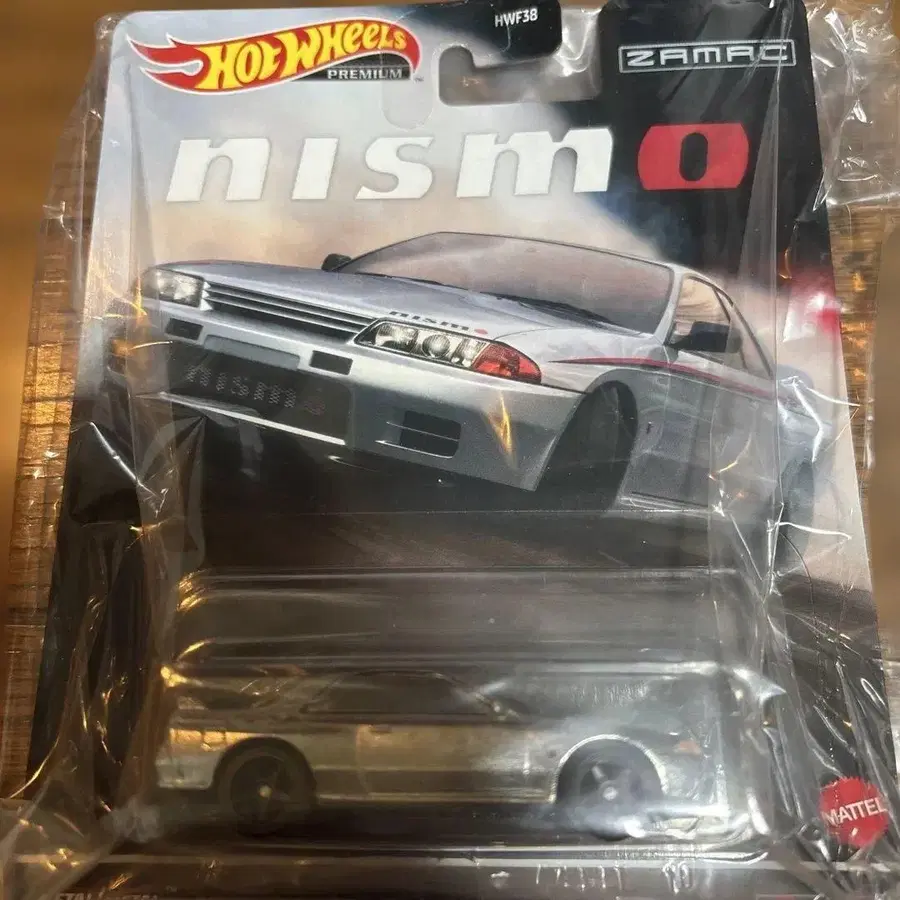 HWF38
HOT WHEELS
PREMIUM
ZAMAC
nismo
nismo
nismo
MATTEL